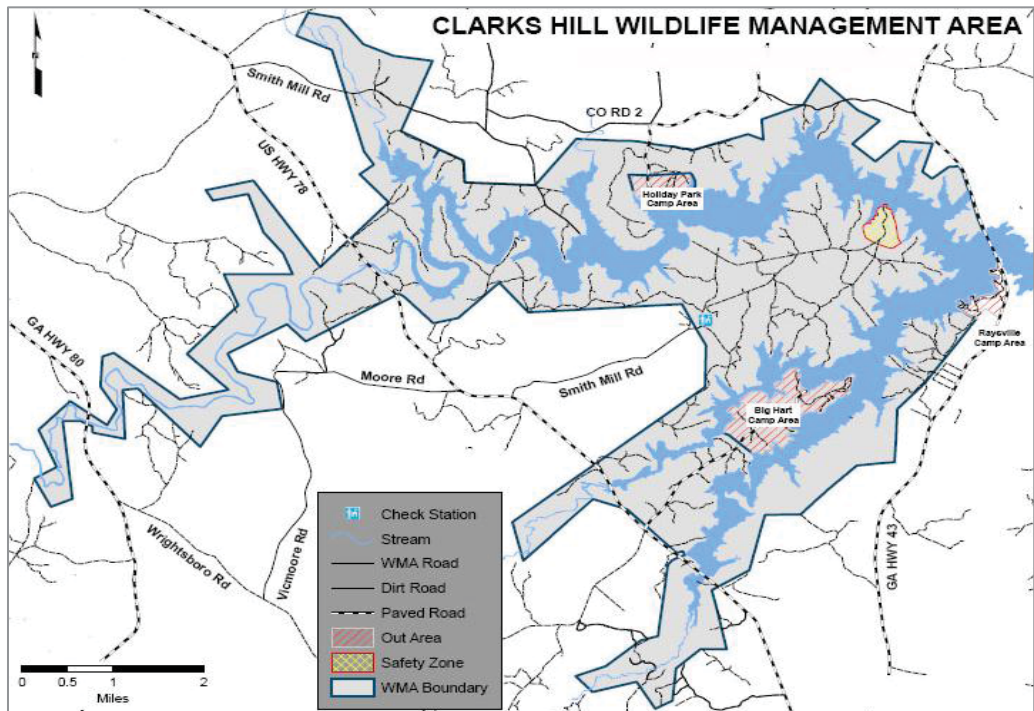 CLARKS HILL WILDLIFE MANAGEMENT AREA
Smith Mill Rd
CO RD 2
US HWY 78
Holiday Park
Camp Area
GA HWY 80
Raysville
Camp Area
Moore Rd
Smith Mill Rd
Big Hart
Camp Area
Wrightsboro Rd
Vicmoore Rd
GA HWY 43
Check Station
Stream
WMA Road
Dirt Road
Paved Road
Out Area
Safety Zone
WMA Boundary
0 0.5 1 2
Miles